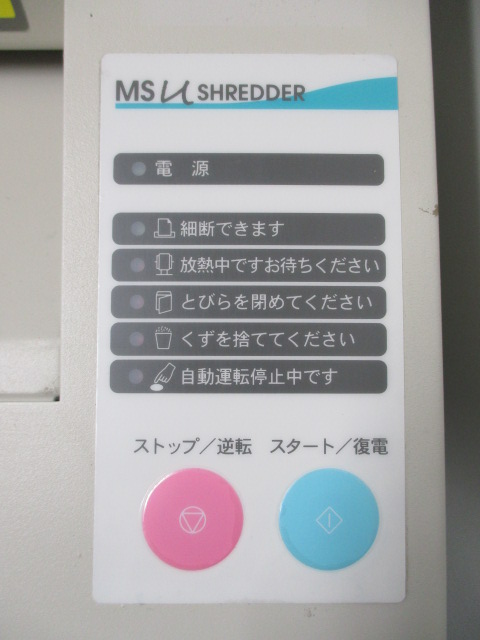 MS μ SHREDDER
電 源
細断できます
放熱中ですお待ちください
とびらを閉めてください
くずを捨ててください
自動運転停止中です
ストップ／逆転 スタート／復電